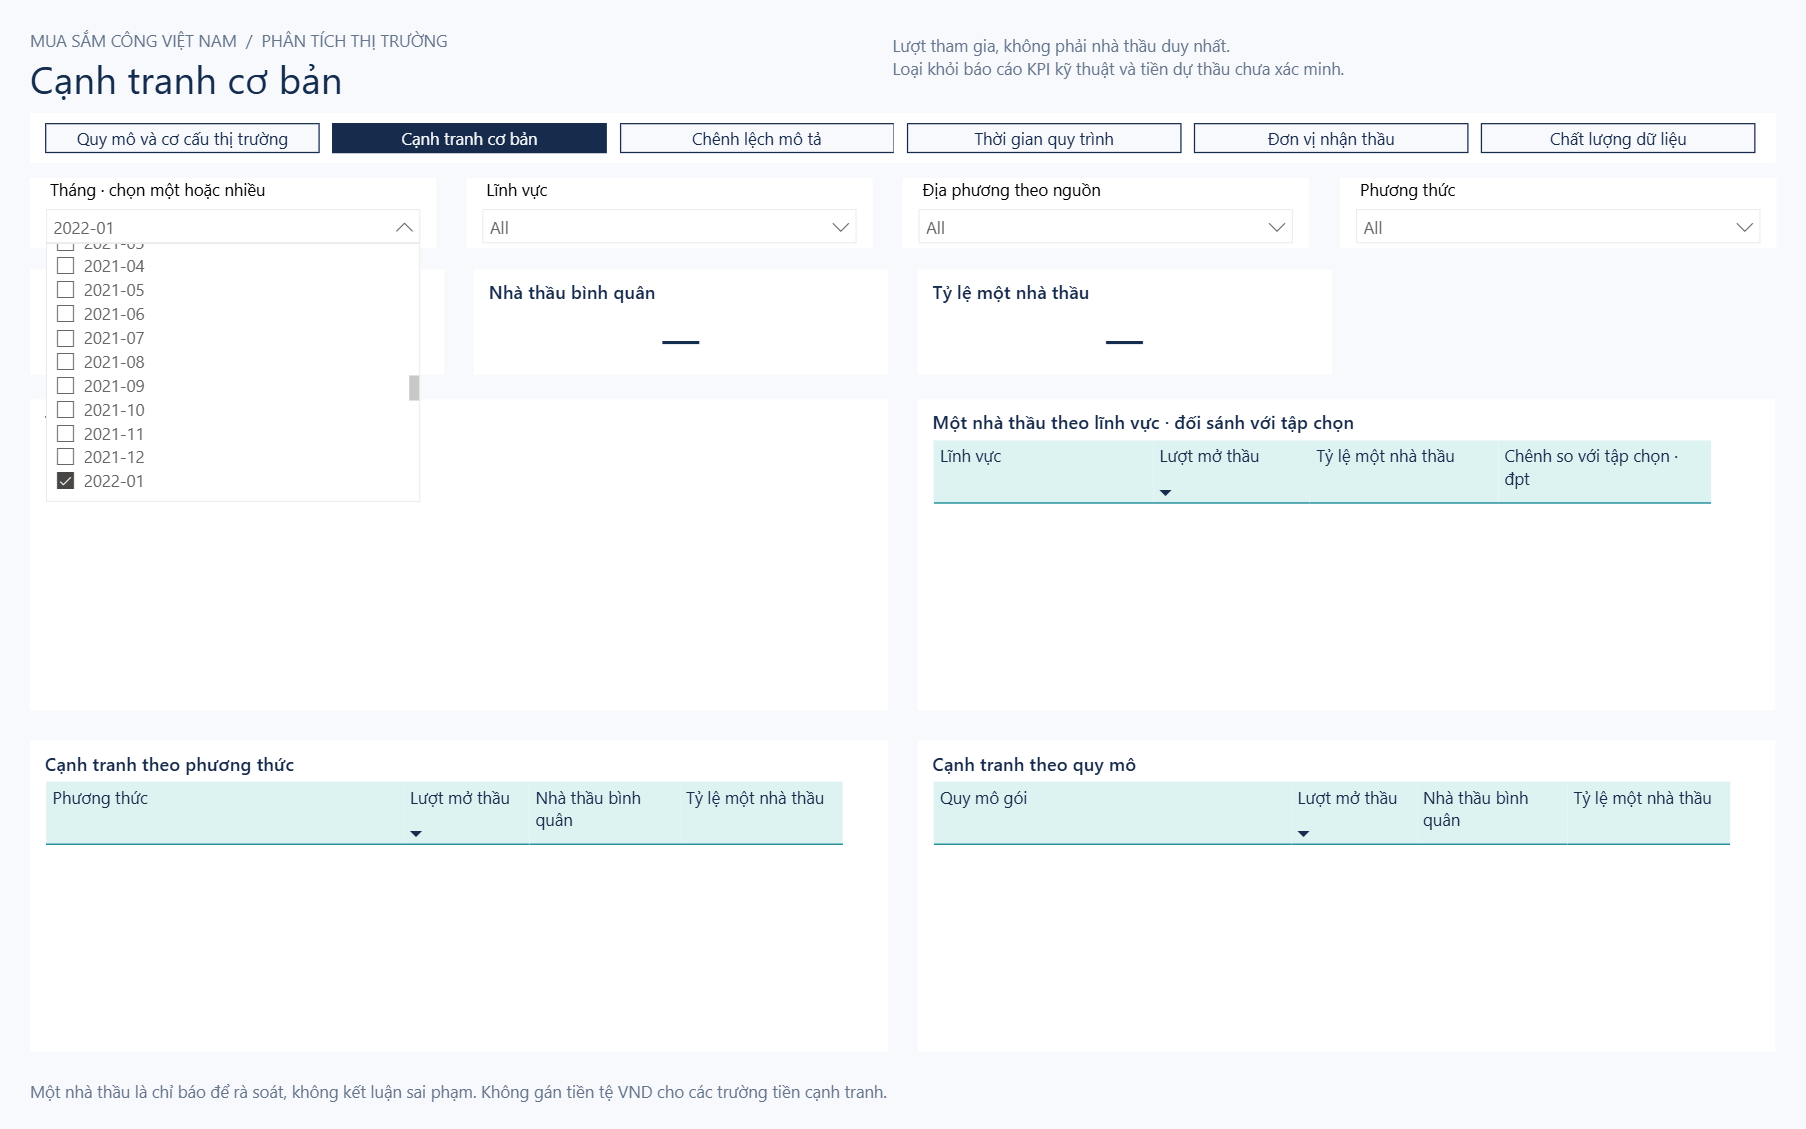 MUA SẮM CÔNG VIỆT NAM / PHÂN TÍCH THỊ TRƯỜNG
Cạnh tranh cơ bản
Lượt tham gia, không phải nhà thầu duy nhất.
Loại khỏi báo cáo KPI kỹ thuật và tiền dự thầu chưa xác minh.
Quy mô và cơ cấu thị trường
Cạnh tranh cơ bản
Chênh lệch mô tả
Thời gian quy trình
Đơn vị nhận thầu
Chất lượng dữ liệu
Tháng · chọn một hoặc nhiều
2022-01
Lĩnh vực
All
Địa phương theo nguồn
All
Phương thức
All
2021-03
2021-04
2021-05
2021-06
2021-07
2021-08
2021-09
2021-10
2021-11
2021-12
2022-01
Nhà thầu bình quân
—
Tỷ lệ một nhà thầu
—
Một nhà thầu theo lĩnh vực · đối sánh với tập chọn
Lĩnh vực
Lượt mở thầu
Tỷ lệ một nhà thầu
Chênh so với tập chọn ·
đpt
Cạnh tranh theo phương thức
Phương thức
Lượt mở thầu
Nhà thầu bình
quân
Tỷ lệ một nhà thầu
Cạnh tranh theo quy mô
Quy mô gói
Lượt mở thầu
Nhà thầu bình
quân
Tỷ lệ một nhà thầu
Một nhà thầu là chỉ báo để rà soát, không kết luận sai phạm. Không gán tiền tệ VND cho các trường tiền cạnh tranh.